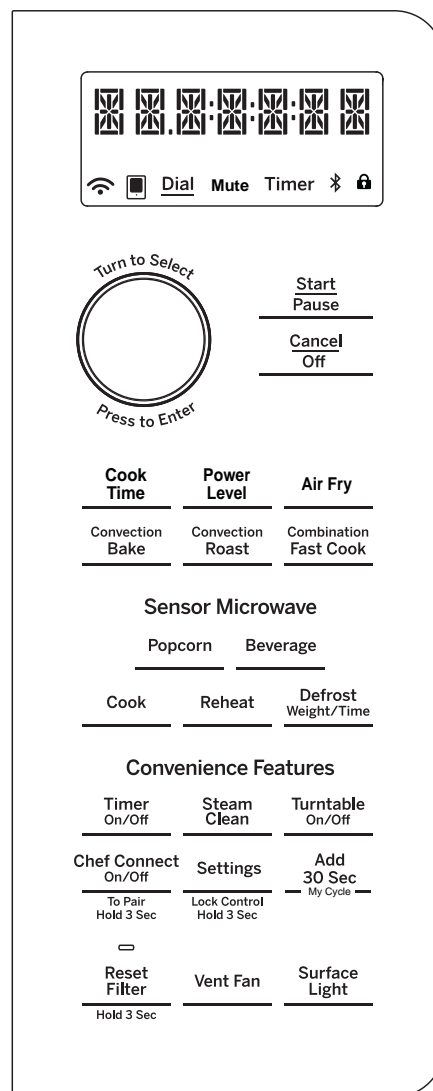 Dial Mute Timer
Turn to Select
Press to Enter
Start
Pause
Cancel
Off
Cook
Time
Power
Level
Air Fry
Convection
Bake
Convection
Roast
Combination
Fast Cook
Sensor Microwave
Popcorn
Beverage
Cook
Reheat
Defrost
Weight/Time
Convenience Features
Timer
On/Off
Steam
Clean
Turntable
On/Off
Chef Connect
On/Off
To Pair
Hold 3 Sec
Settings
Lock Control
Hold 3 Sec
Add
30 Sec
My Cycle
Reset
Filter
Hold 3 Sec
Vent Fan
Surface
Light